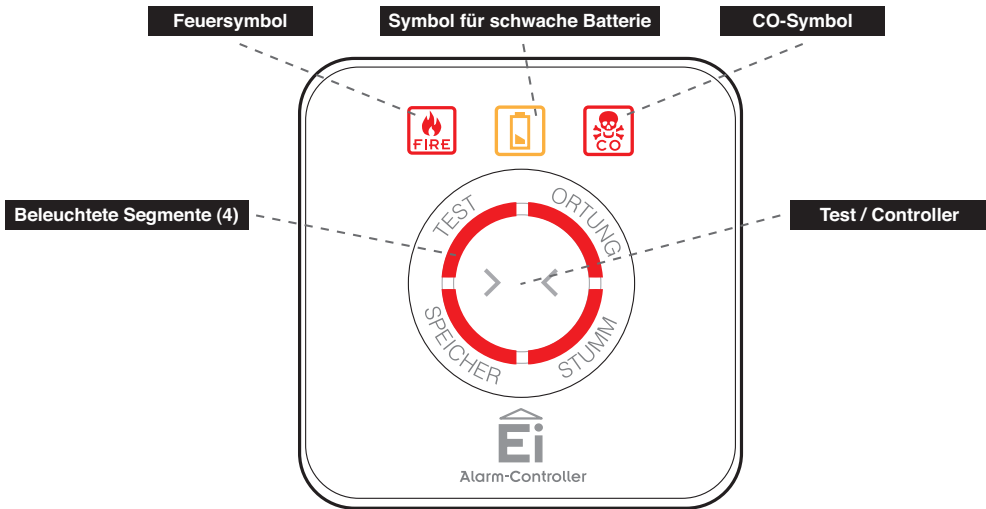 Feuersymbol
Symbol für schwache Batterie
CO-Symbol
FIRE
CO
TEST
ORTUNG
Beleuchtete Segmente (4)
Test / Controller
SPEICHER
STUMM
Ei
Alarm-Controller